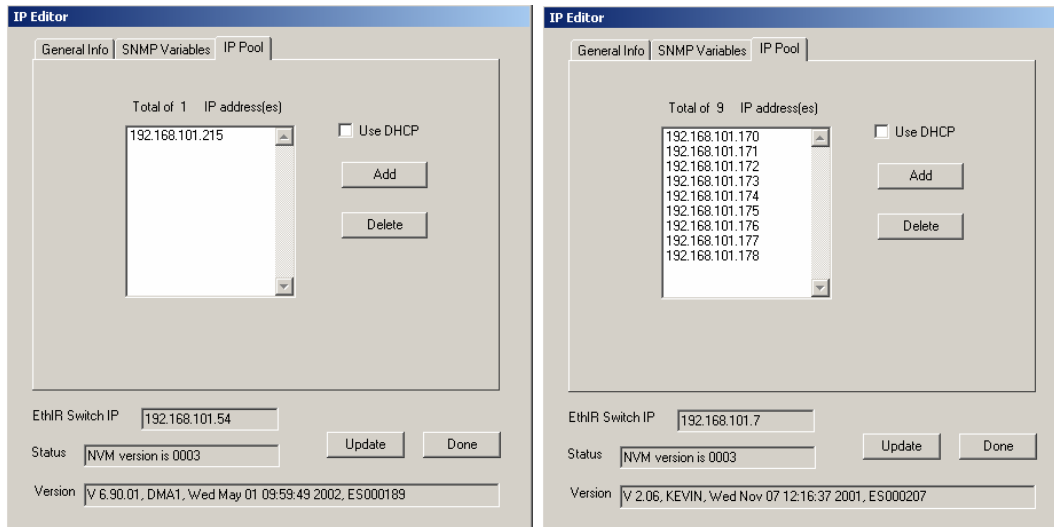 IP Editor
General Info SNMP Variables IP Pool
Total of 1 IP address(es)
192.168.101.215
Use DHCP
Add
Delete
EthIR Switch IP 192.168.101.54
Status NVM version is 0003
Update Done
Version V 6.90.01, DMA1, Wed May 01 09:59:49 2002, ES000189
IP Editor
General Info SNMP Variables IP Pool
Total of 9 IP address(es)
192.168.101.170
192.168.101.171
192.168.101.172
192.168.101.173
192.168.101.174
192.168.101.175
192.168.101.176
192.168.101.177
192.168.101.178
Use DHCP
Add
Delete
EthIR Switch IP 192.168.101.7
Status NVM version is 0003
Update Done
Version V 2.06, KEVIN, Wed Nov 07 12:16:37 2001, ES000207